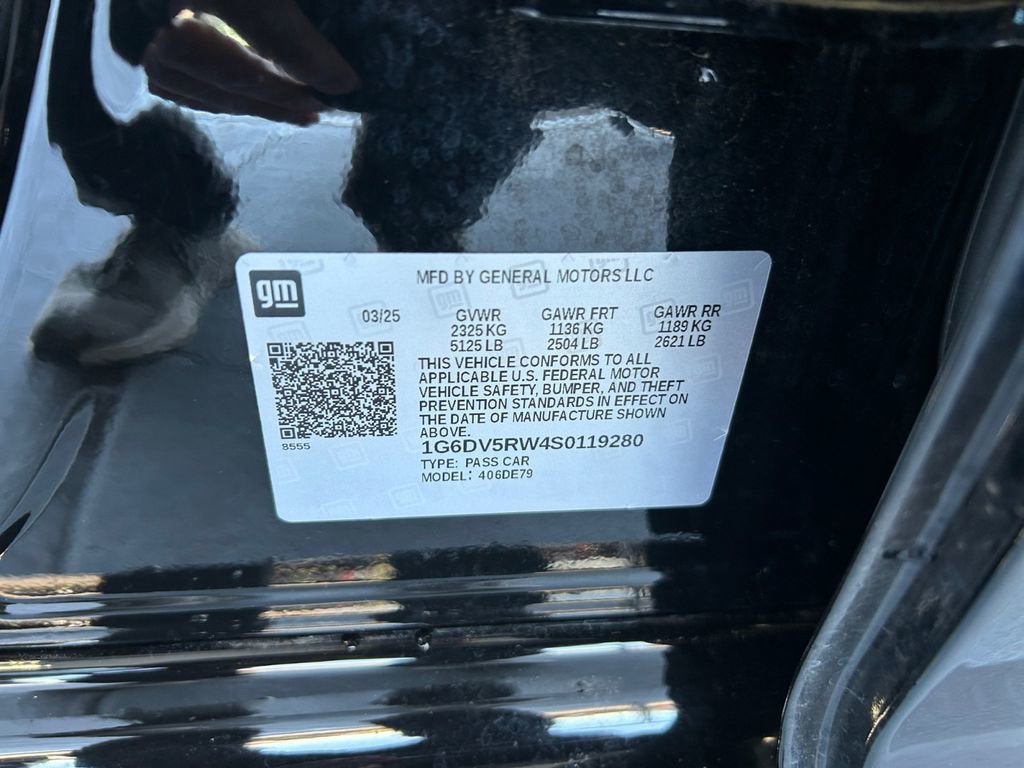 gm
MFD BY GENERAL MOTORS LLC
03/25 GVWR GAWR FRT GAWR RR
2325 KG 1136 KG 1189 KG
5125 LB 2504 LB 2621 LB
THIS VEHICLE CONFORMS TO ALL
APPLICABLE U.S. FEDERAL MOTOR
VEHICLE SAFETY, BUMPER, AND THEFT
PREVENTION STANDARDS IN EFFECT ON
THE DATE OF MANUFACTURE SHOWN
ABOVE.
8555
1G6DV5RW4S0119280
TYPE: PASS CAR
MODEL: 406DE79